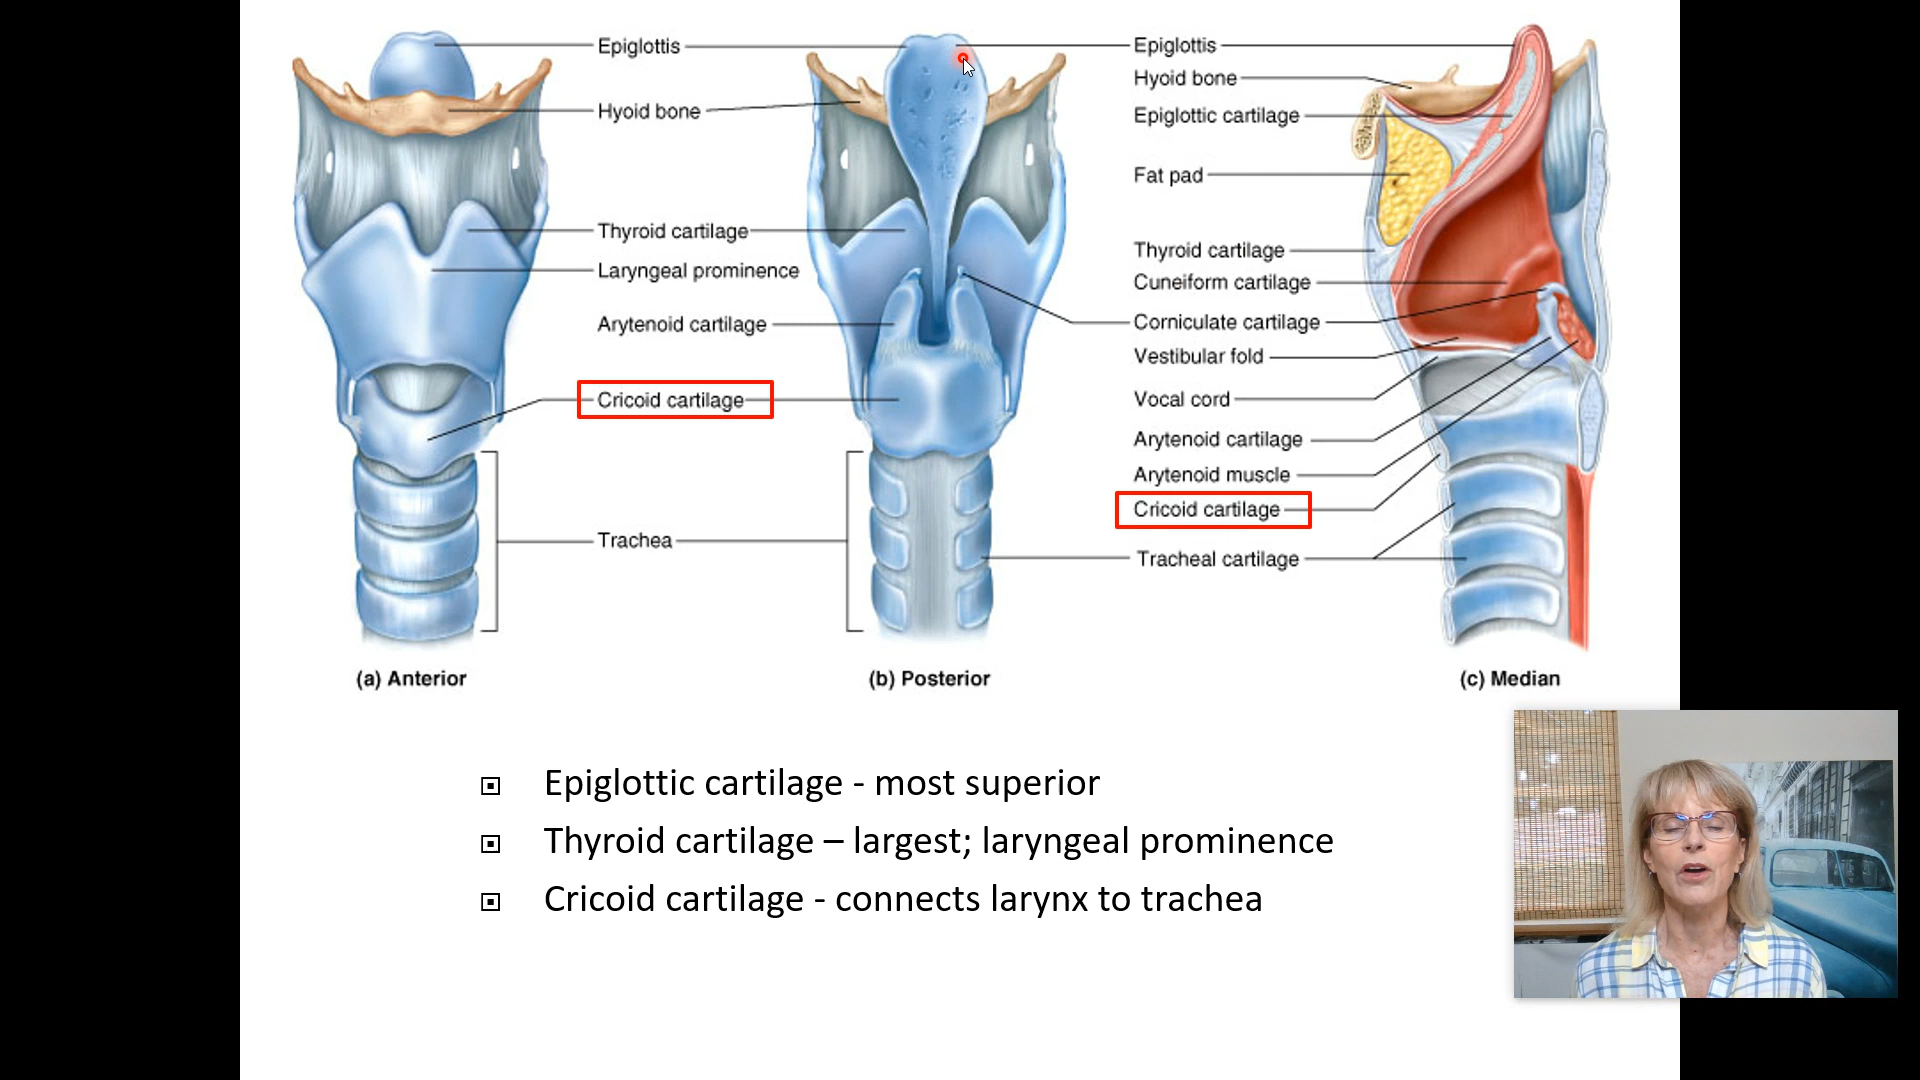 Epiglottis
Hyoid bone
Thyroid cartilage
Laryngeal prominence
Arytenoid cartilage
Cricoid cartilage
Trachea
Epiglottis
Hyoid bone
Epiglottic cartilage
Fat pad
Thyroid cartilage
Cuneiform cartilage
Corniculate cartilage
Vestibular fold
Vocal cord
Arytenoid cartilage
Arytenoid muscle
Cricoid cartilage
Tracheal cartilage
(a) Anterior
(b) Posterior
(c) Median
Epiglottic cartilage - most superior
Thyroid cartilage – largest; laryngeal prominence
Cricoid cartilage - connects larynx to trachea